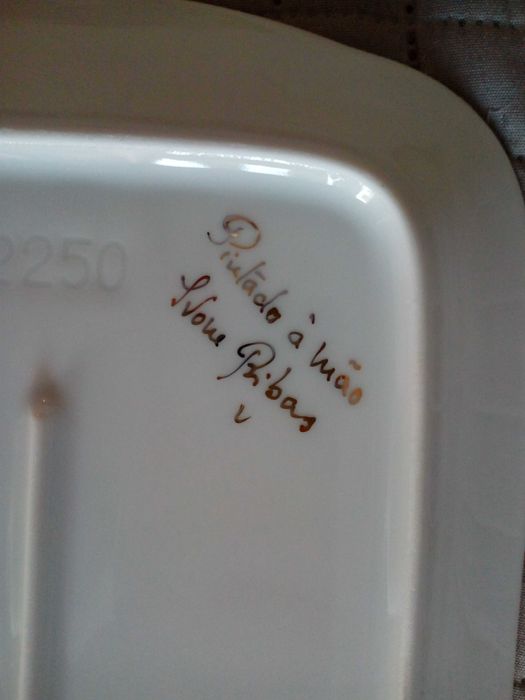 2250
Pintado à mão
Ivone Ribas